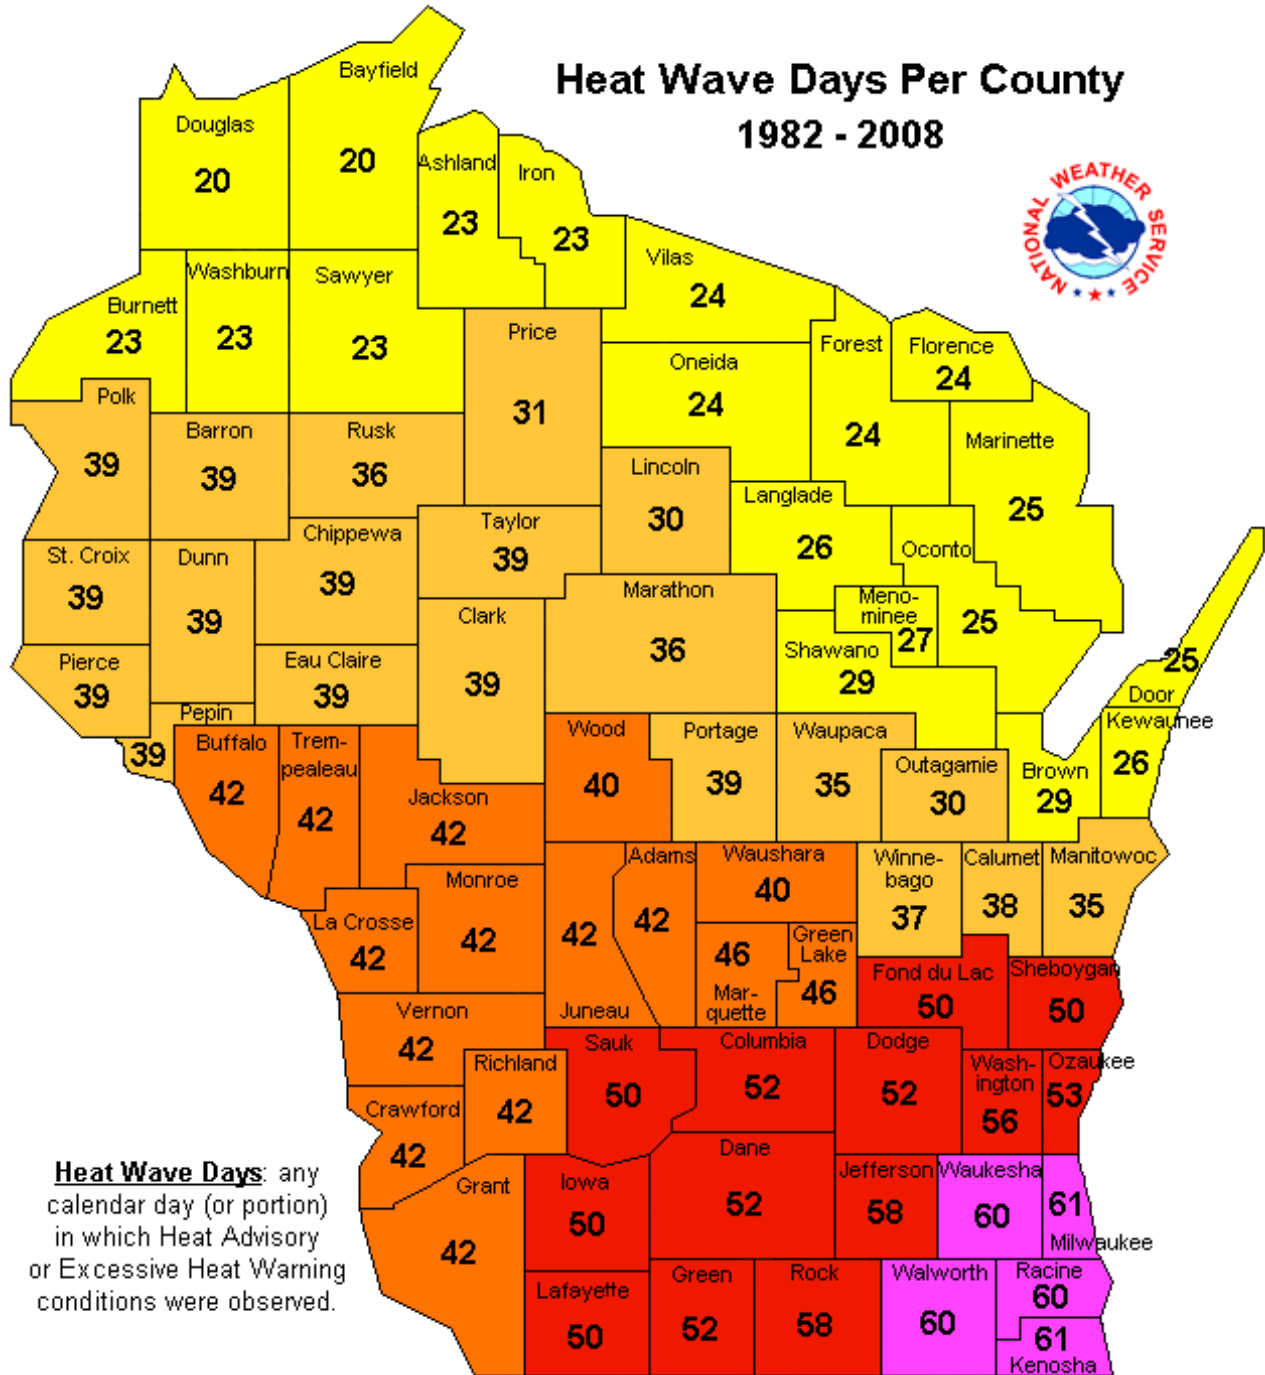 Heat Wave Days Per County
1982 - 2008
NATIONAL WEATHER SERVICE
Bayfield
20
Douglas
20
Ashland
23
Iron
23
Vilas
24
Washburn
23
Sawyer
23
Burnett
23
Price
31
Forest
24
Florence
24
Oneida
24
Polk
39
Barron
39
Rusk
36
Marinette
25
Lincoln
30
Langlade
26
Taylor
39
Chippewa
39
Oconto
25
St. Croix
39
Dunn
39
Marathon
36
Meno-
minee
27
Clark
39
Shawano
29
Pierce
39
Eau Claire
39
25
Door
Pepin
39
Kewaunee
26
Buffalo
42
Trem-
pealeau
42
Wood
40
Portage
39
Waupaca
35
Outagamie
30
Brown
29
Jackson
42
Adams
42
Waushara
40
Winne-
bago
37
Calumet
38
Manitowoc
35
Monroe
42
La Crosse
42
42
Juneau
46
Mar-
quette
Green
Lake
46
Fond du Lac
50
Sheboygan
50
Vernon
42
Sauk
50
Columbia
52
Dodge
52
Richland
42
Wash-
ington
56
Ozaukee
53
Crawford
42
Dane
52
Jefferson
58
Waukesha
60
61
Milwaukee
Grant
42
Iowa
50
Lafayette
50
Green
52
Rock
58
Walworth
60
Racine
60
61
Kenosha
Heat Wave Days: any
calendar day (or portion)
in which Heat Advisory
or Excessive Heat Warning
conditions were observed.